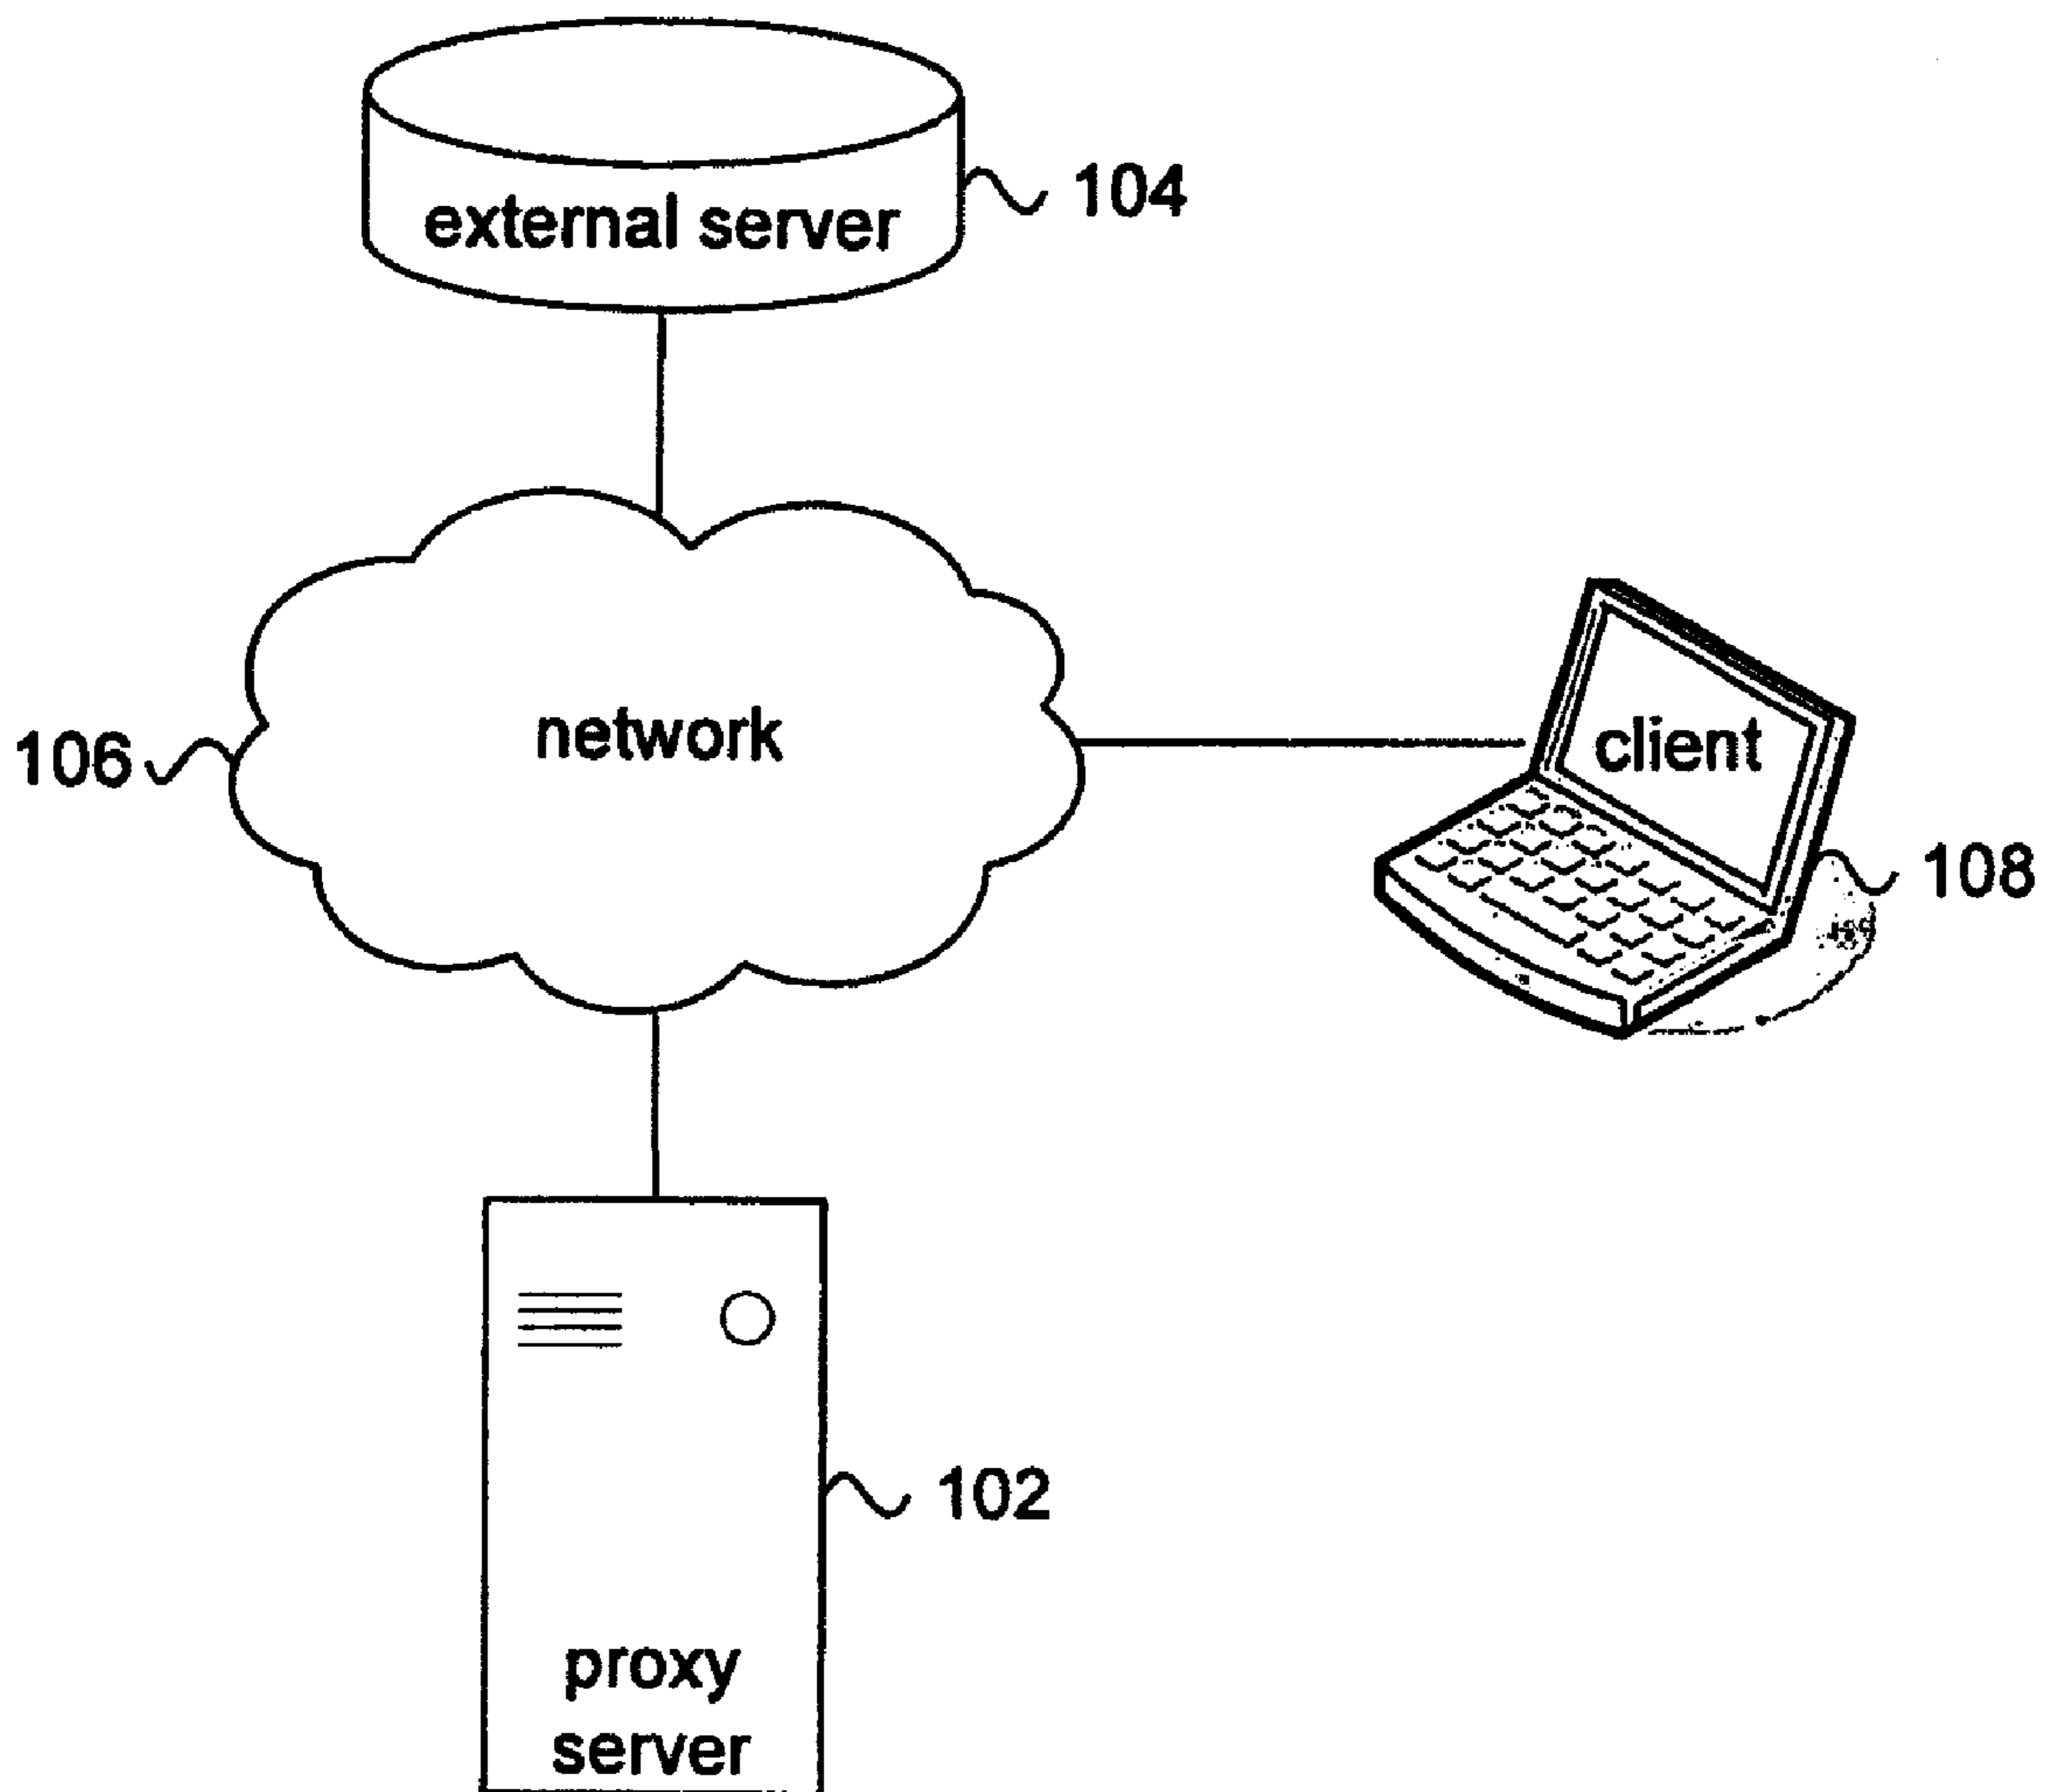 external server
104
network
106
client
108
102
proxy
server